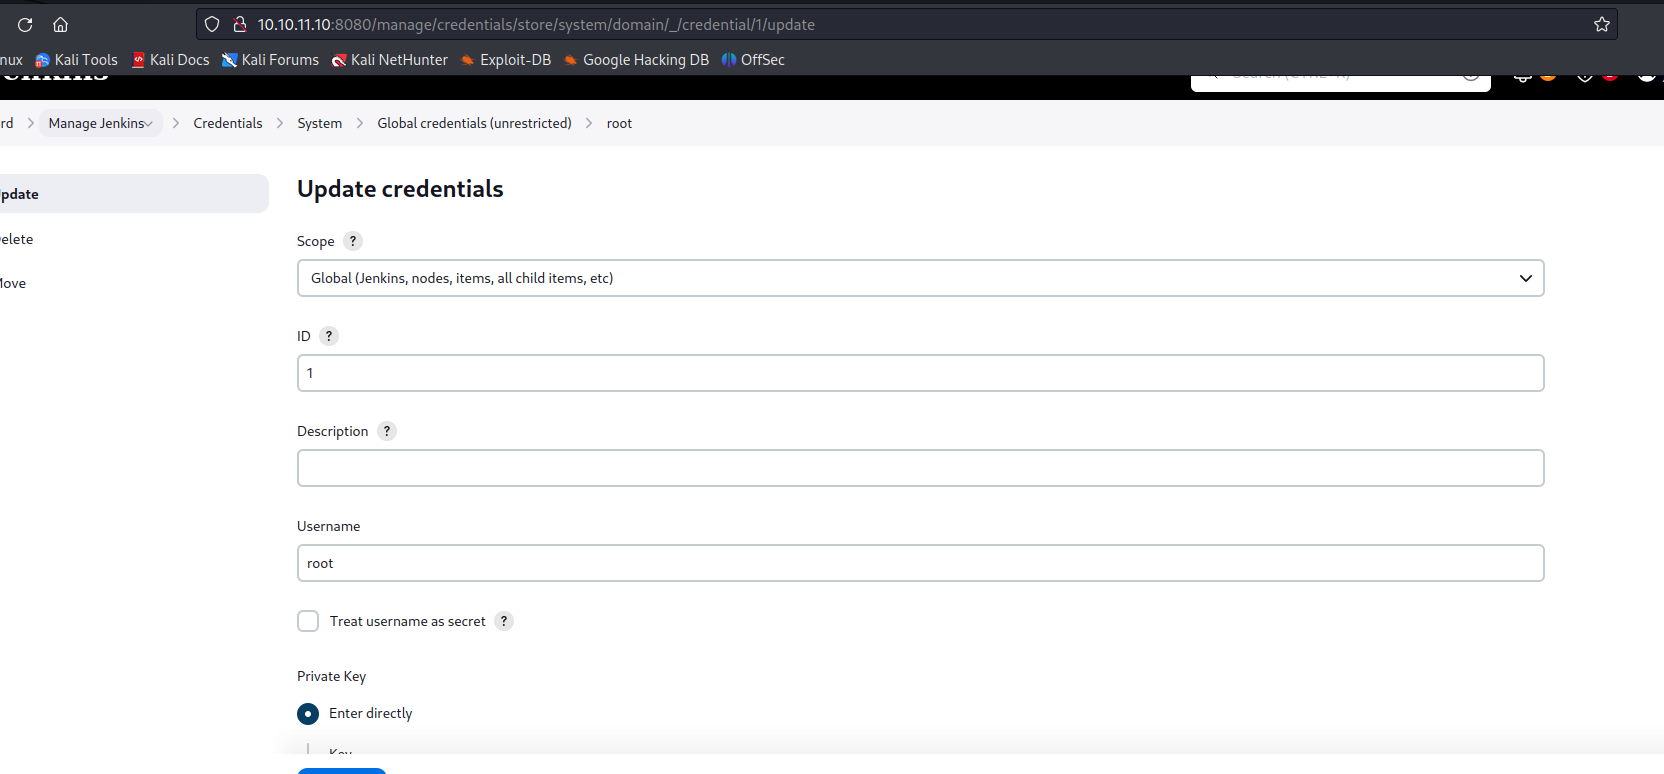 10.10.11.10:8080/manage/credentials/store/system/domain/_/credential/1/update
nux Kali Tools Kali Docs Kali Forums Kali NetHunter Exploit-DB Google Hacking DB OffSec
rd Manage Jenkins Credentials System Global credentials (unrestricted) root
pdate
elete
ove
Update credentials
Scope ?
Global (Jenkins, nodes, items, all child items, etc)
ID ?
1
Description ?
Username
root
Treat username as secret ?
Private Key
Enter directly
Key